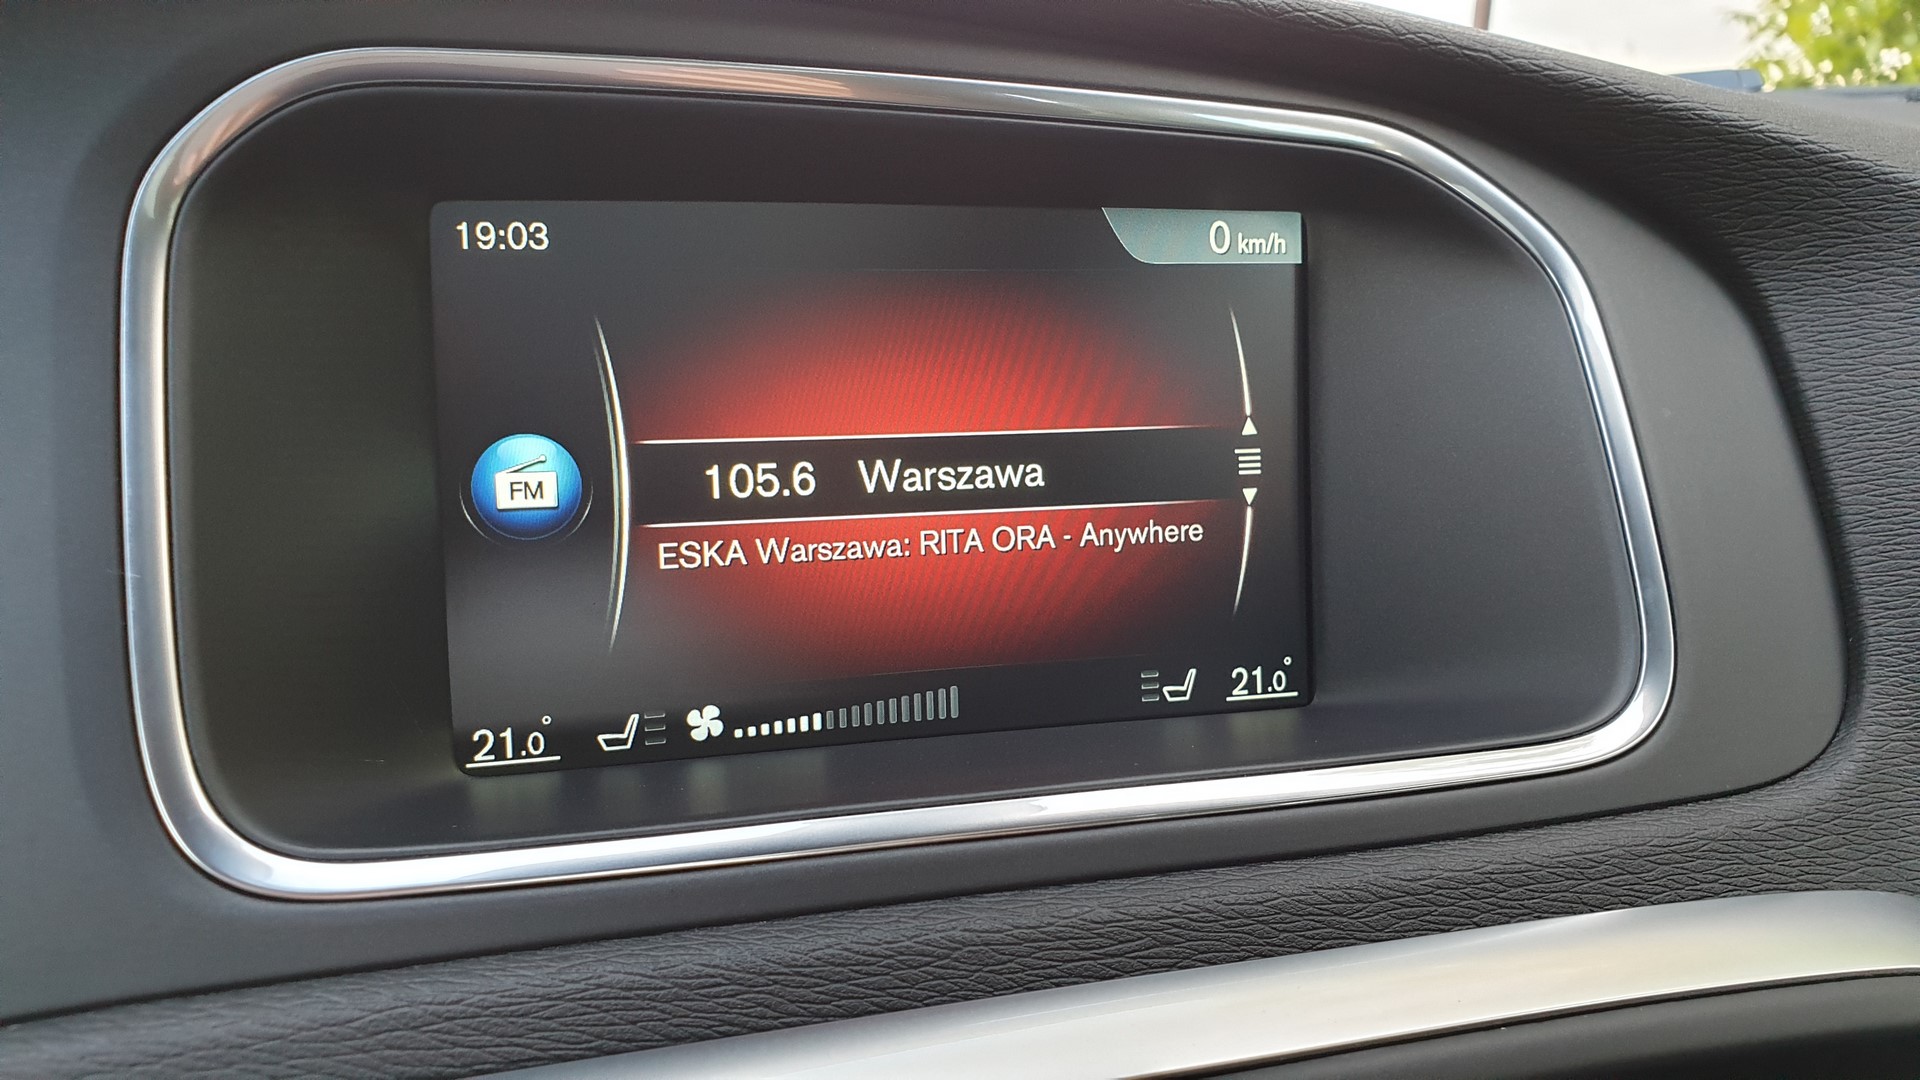 19:03
0 km/h
FM
105.6 Warszawa
ESKA Warszawa: RITA ORA - Anywhere
21.0°
21.0°